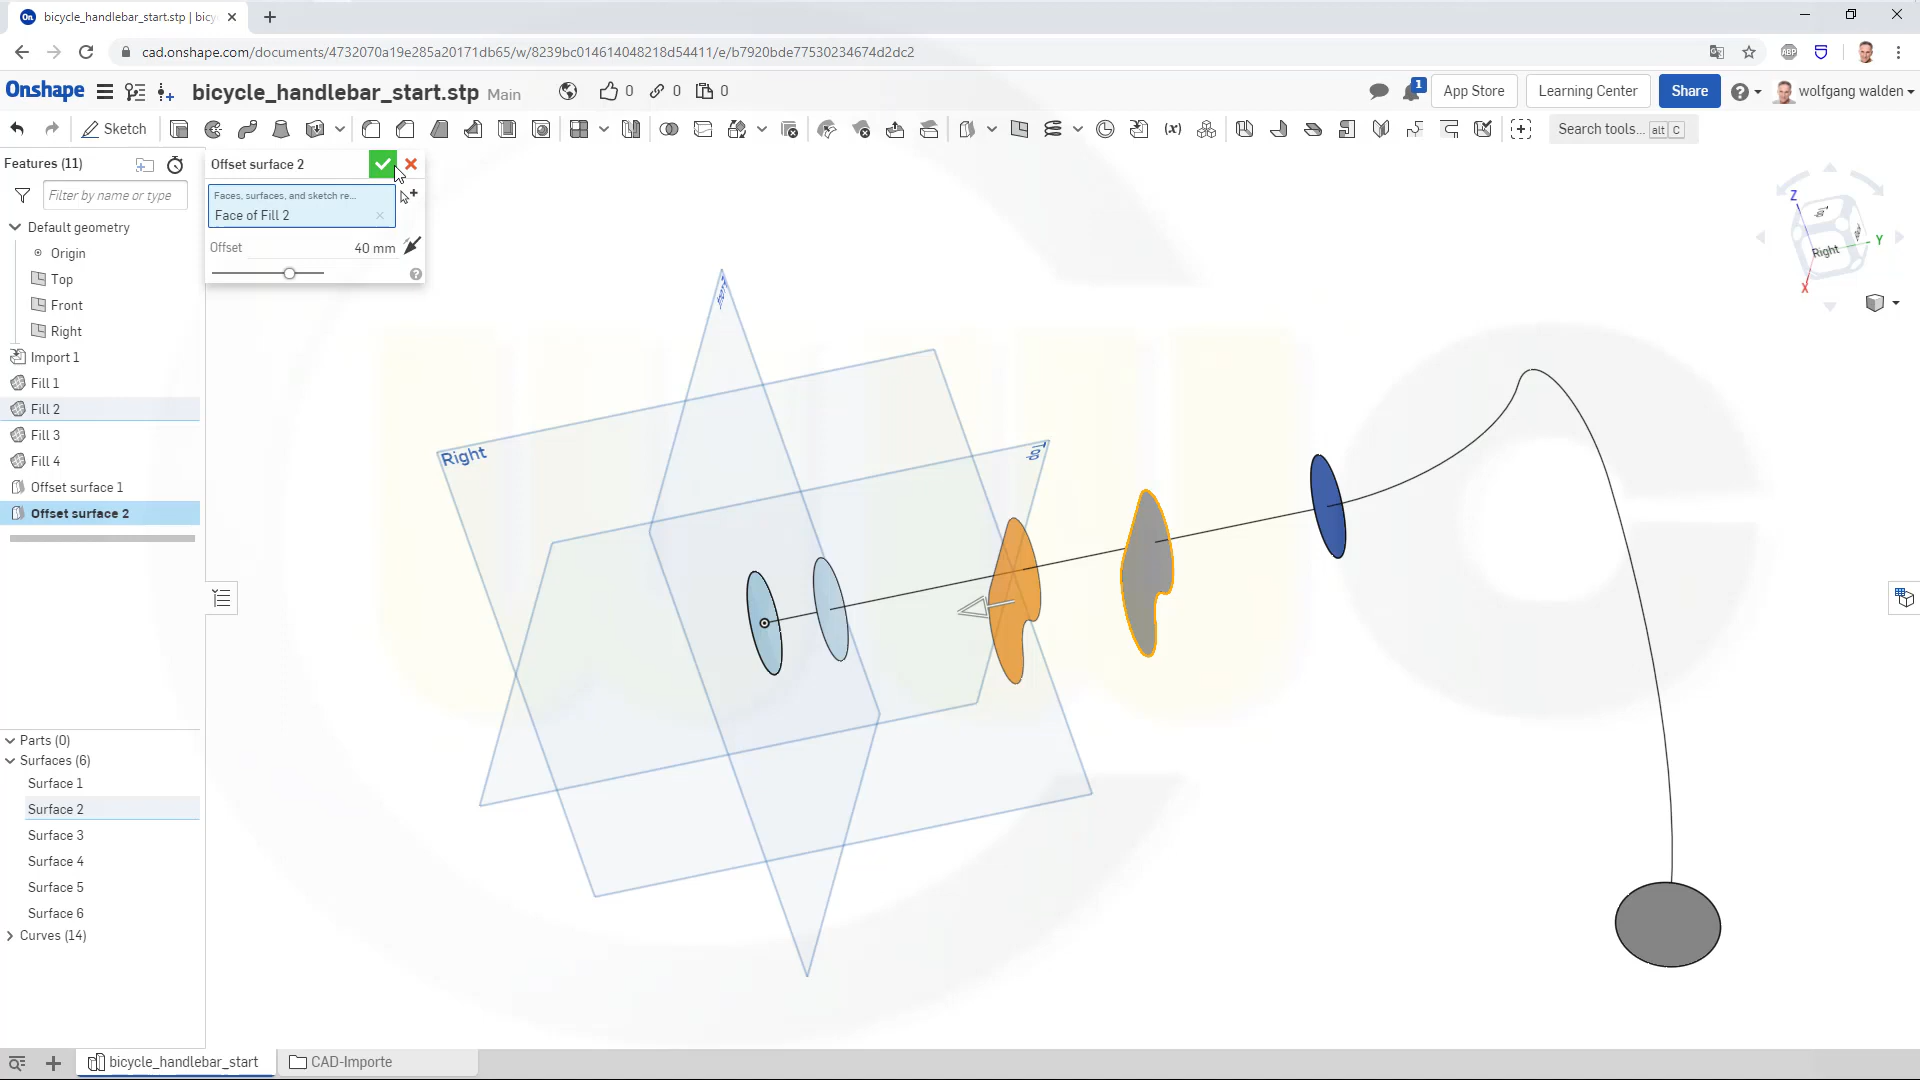 bicycle_handlebar_start.stp | bicy
cad.onshape.com/documents/4732070a19e285a20171db65/w/8239bc014614048218d54411/e/b7920bde77530234674d2dc2
ABP
Onshape
bicycle_handlebar_start.stp Main
0
0
0
1
App Store
Learning Center
Share
wolfgang walden
Sketch
Search tools... alt C
Features (11)
Filter by name or type
Default geometry
Origin
Top
Front
Right
Import 1
Fill 1
Fill 2
Fill 3
Fill 4
Offset surface 1
Offset surface 2
Parts (0)
Surfaces (6)
Surface 1
Surface 2
Surface 3
Surface 4
Surface 5
Surface 6
Curves (14)
Offset surface 2
Faces, surfaces, and sketch re...
Face of Fill 2
Offset 40 mm
Right
Top
Front
Z
Y
X
Right
bicycle_handlebar_start
CAD-Importe